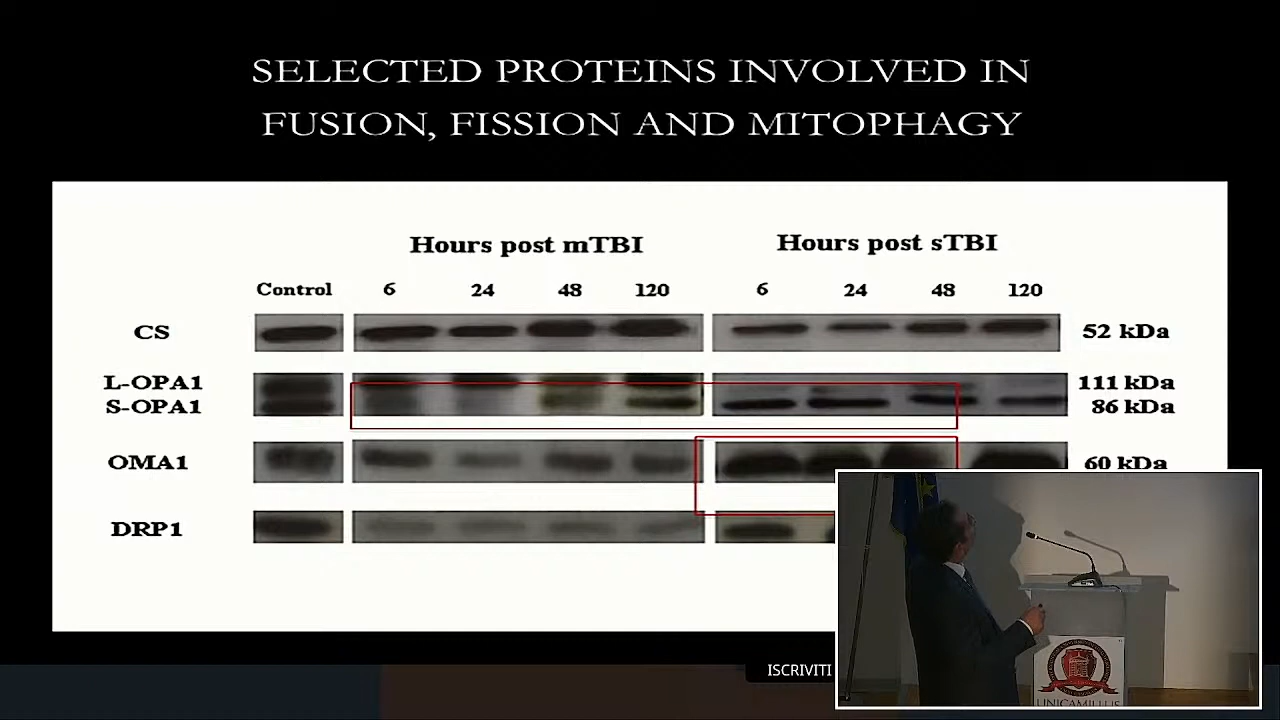 SELECTED PROTEINS INVOLVED IN
FUSION, FISSION AND MITOPHAGY
Hours post mTBI
Hours post sTBI
Control 6 24 48 120 6 24 48 120
CS 52 kDa
L-OPA1 111 kDa
S-OPA1 86 kDa
OMA1 60 kDa
DRP1
ISCRIVITI
UNICAMILLUS